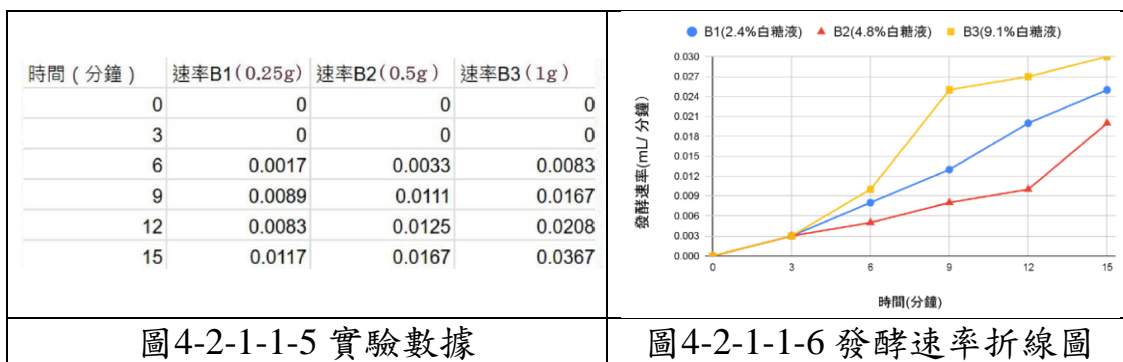 時間（分鐘） 速率B1(0.25g) 速率B2(0.5g) 速率B3(1g)
0 0 0 0
3 0 0 0
6 0.0017 0.0033 0.0083
9 0.0089 0.0111 0.0167
12 0.0083 0.0125 0.0208
15 0.0117 0.0167 0.0367
圖4-2-1-1-5 實驗數據
B1(2.4%白糖液) B2(4.8%白糖液) B3(9.1%白糖液)
發酵速率(mL/ 分鐘)
0.030
0.027
0.024
0.021
0.018
0.015
0.012
0.009
0.006
0.003
0.000
0 3 6 9 12 15
時間(分鐘)
圖4-2-1-1-6 發酵速率折線圖